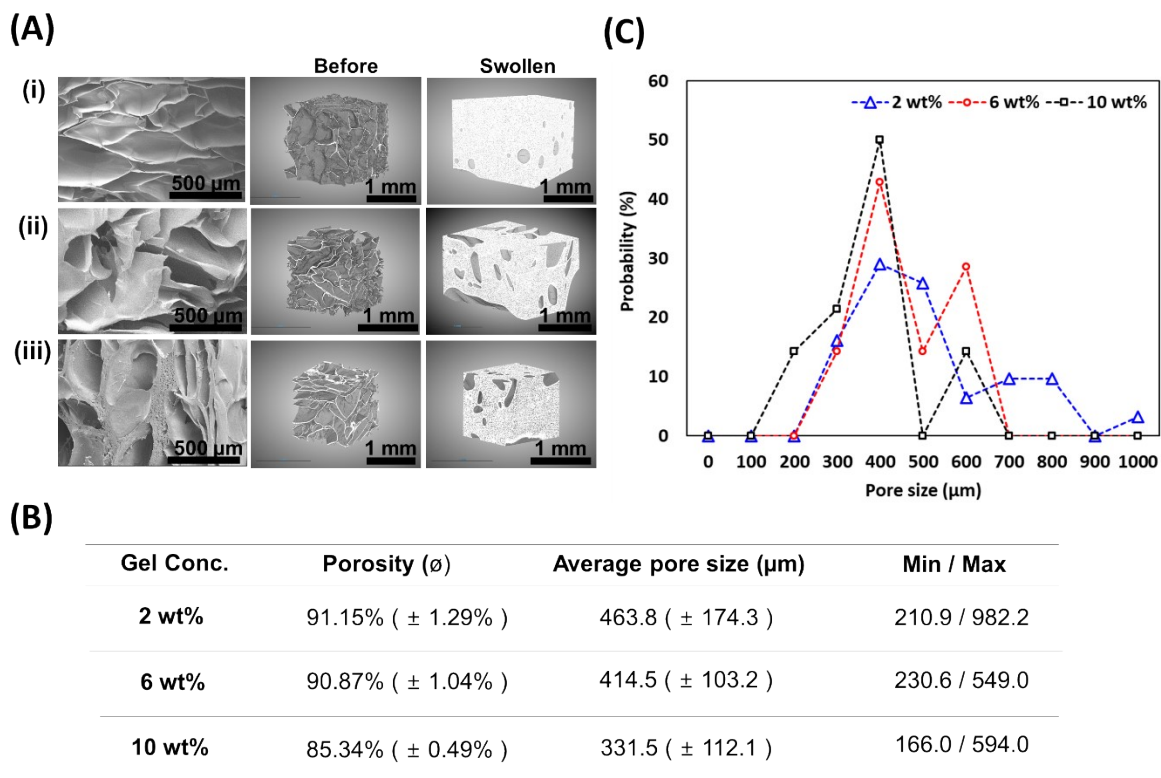 (A)
Before
Swollen
(i)
500 µm
1 mm
1 mm
(ii)
500 µm
1 mm
1 mm
(iii)
500 µm
1 mm
1 mm
(C)
2 wt%
6 wt%
10 wt%
Probability (%)
60
50
40
30
20
10
0
0 100 200 300 400 500 600 700 800 900 1000
Pore size (µm)
(B)
Gel Conc. Porosity (ø) Average pore size (µm) Min / Max
2 wt% 91.15% ( ± 1.29% ) 463.8 ( ± 174.3 ) 210.9 / 982.2
6 wt% 90.87% ( ± 1.04% ) 414.5 ( ± 103.2 ) 230.6 / 549.0
10 wt% 85.34% ( ± 0.49% ) 331.5 ( ± 112.1 ) 166.0 / 594.0